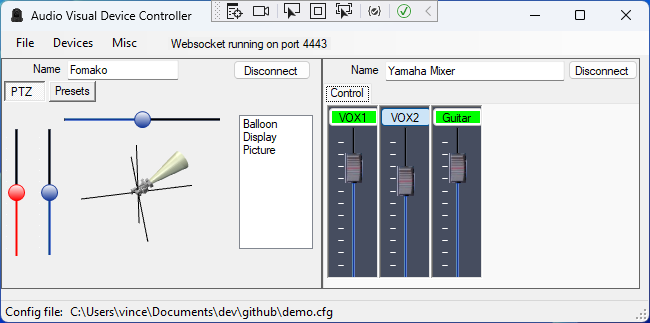 Audio Visual Device Controller
File Devices Misc Websocket running on port 4443
Name Fomako Disconnect
PTZ Presets
Balloon
Display
Picture
Name Yamaha Mixer Disconnect
Control
VOX1 VOX2 Guitar
Config file: C:\Users\vince\Documents\dev\github\demo.cfg